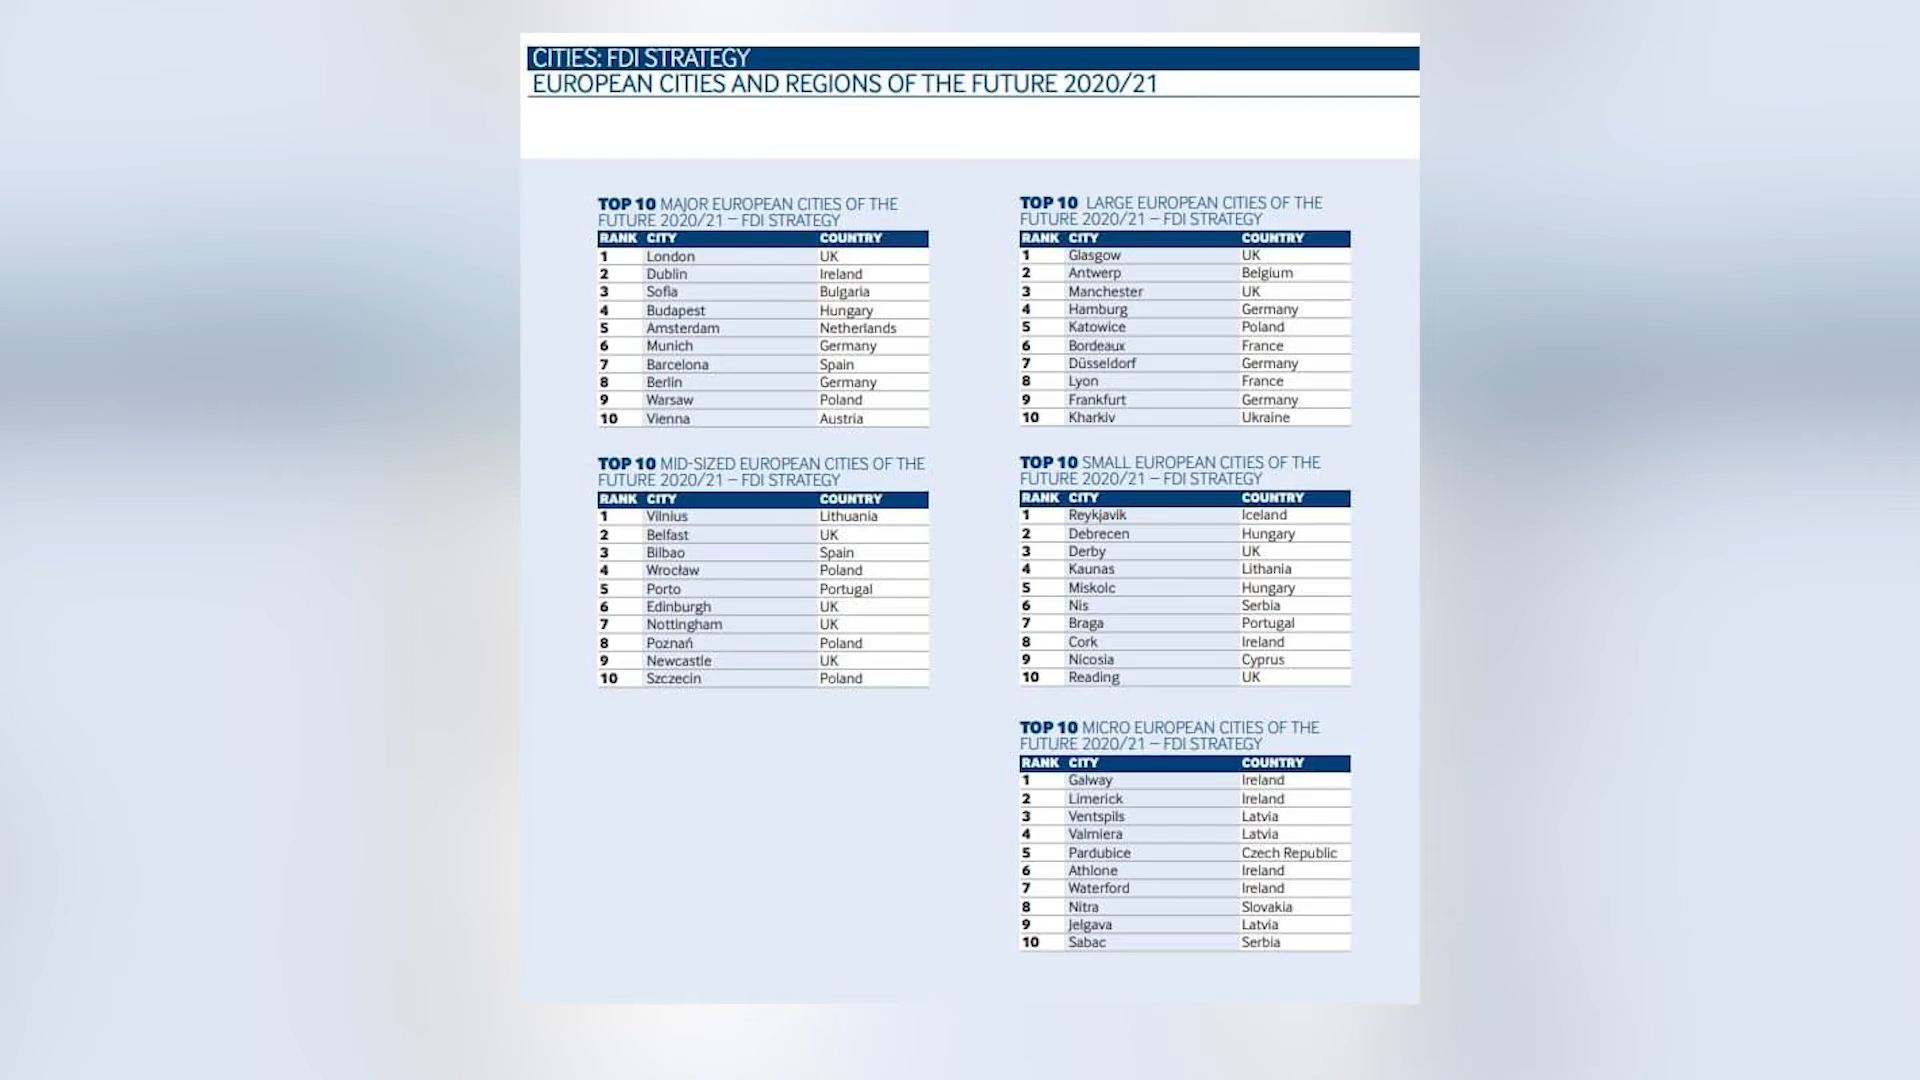 CITIES: FDI STRATEGY
EUROPEAN CITIES AND REGIONS OF THE FUTURE 2020/21
TOP 10 MAJOR EUROPEAN CITIES OF THE
FUTURE 2020/21 – FDI STRATEGY
RANK CITY COUNTRY
1 London UK
2 Dublin Ireland
3 Sofia Bulgaria
4 Budapest Hungary
5 Amsterdam Netherlands
6 Munich Germany
7 Barcelona Spain
8 Berlin Germany
9 Warsaw Poland
10 Vienna Austria
TOP 10 LARGE EUROPEAN CITIES OF THE
FUTURE 2020/21 – FDI STRATEGY
RANK CITY COUNTRY
1 Glasgow UK
2 Antwerp Belgium
3 Manchester UK
4 Hamburg Germany
5 Katowice Poland
6 Bordeaux France
7 Düsseldorf Germany
8 Lyon France
9 Frankfurt Germany
10 Kharkiv Ukraine
TOP 10 MID-SIZED EUROPEAN CITIES OF THE
FUTURE 2020/21 – FDI STRATEGY
RANK CITY COUNTRY
1 Vilnius Lithuania
2 Belfast UK
3 Bilbao Spain
4 Wrocław Poland
5 Porto Portugal
6 Edinburgh UK
7 Nottingham UK
8 Poznań Poland
9 Newcastle UK
10 Szczecin Poland
TOP 10 SMALL EUROPEAN CITIES OF THE
FUTURE 2020/21 – FDI STRATEGY
RANK CITY COUNTRY
1 Reykjavik Iceland
2 Debrecen Hungary
3 Derby UK
4 Kaunas Lithania
5 Miskolc Hungary
6 Nis Serbia
7 Braga Portugal
8 Cork Ireland
9 Nicosia Cyprus
10 Reading UK
TOP 10 MICRO EUROPEAN CITIES OF THE
FUTURE 2020/21 – FDI STRATEGY
RANK CITY COUNTRY
1 Galway Ireland
2 Limerick Ireland
3 Ventspils Latvia
4 Valmiera Latvia
5 Pardubice Czech Republic
6 Athlone Ireland
7 Waterford Ireland
8 Nitra Slovakia
9 Jelgava Latvia
10 Sabac Serbia